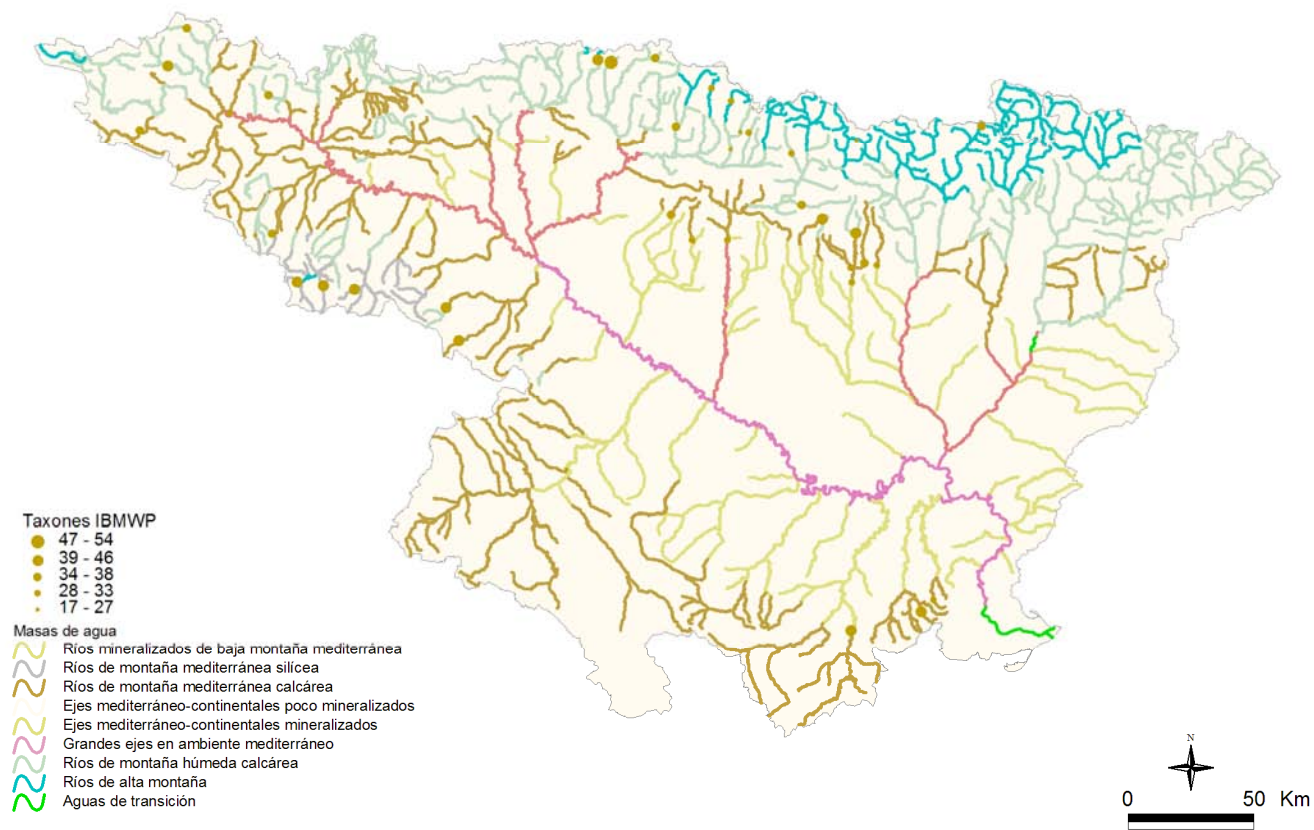 Taxones IBMWP
47 - 54
39 - 46
34 - 38
28 - 33
17 - 27
Masas de agua
Ríos mineralizados de baja montaña mediterránea
Ríos de montaña mediterránea silícea
Ríos de montaña mediterránea calcárea
Ejes mediterráneo-continentales poco mineralizados
Ejes mediterráneo-continentales mineralizados
Grandes ejes en ambiente mediterráneo
Ríos de montaña húmeda calcárea
Ríos de alta montaña
Aguas de transición
N
0 50 Km